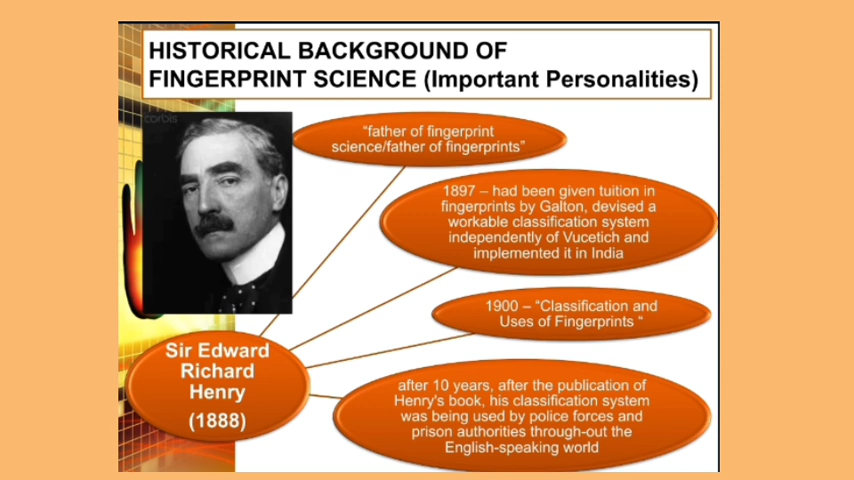 HISTORICAL BACKGROUND OF
FINGERPRINT SCIENCE (Important Personalities)
corbis
“father of fingerprint
science/father of fingerprints”
1897 – had been given tuition in
fingerprints by Galton, devised a
workable classification system
independently of Vucetich and
implemented it in India
1900 – “Classification and
Uses of Fingerprints “
Sir Edward
Richard
Henry
(1888)
after 10 years, after the publication of
Henry's book, his classification system
was being used by police forces and
prison authorities through-out the
English-speaking world